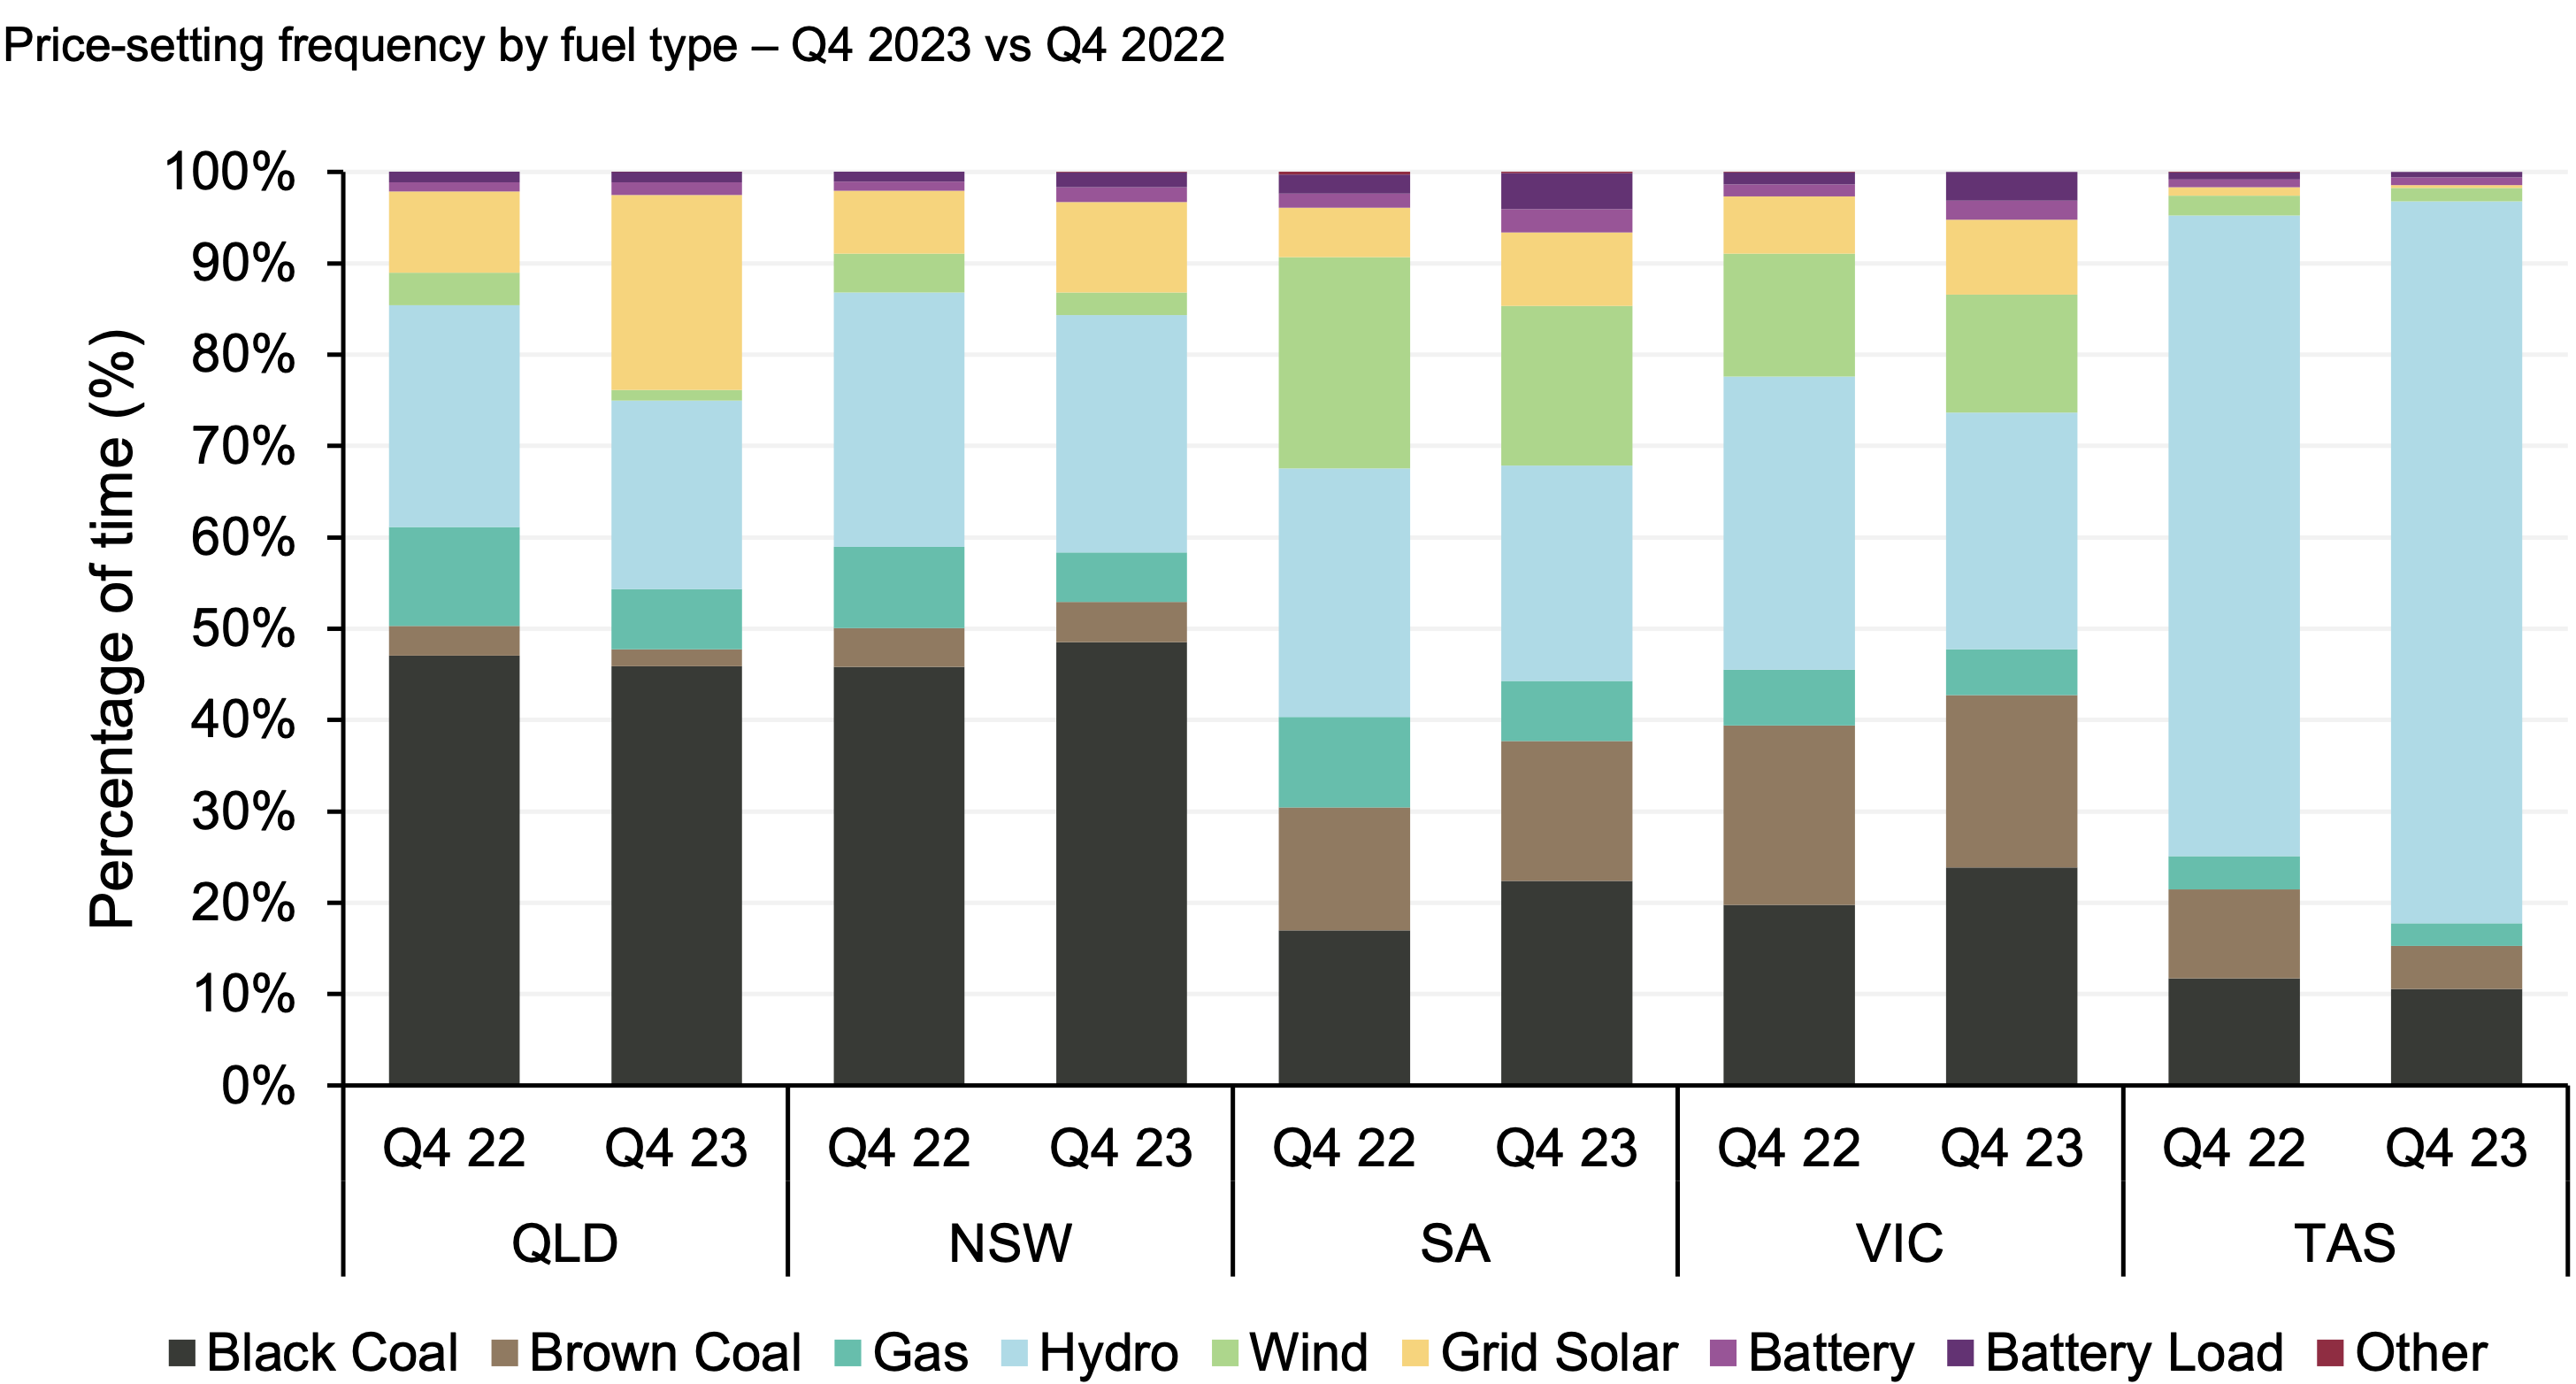 Price-setting frequency by fuel type – Q4 2023 vs Q4 2022
Percentage of time (%)
100%
90%
80%
70%
60%
50%
40%
30%
20%
10%
0%
Q4 22 Q4 23 Q4 22 Q4 23 Q4 22 Q4 23 Q4 22 Q4 23 Q4 22 Q4 23
QLD NSW SA VIC TAS
Black Coal Brown Coal Gas Hydro Wind Grid Solar Battery Battery Load Other